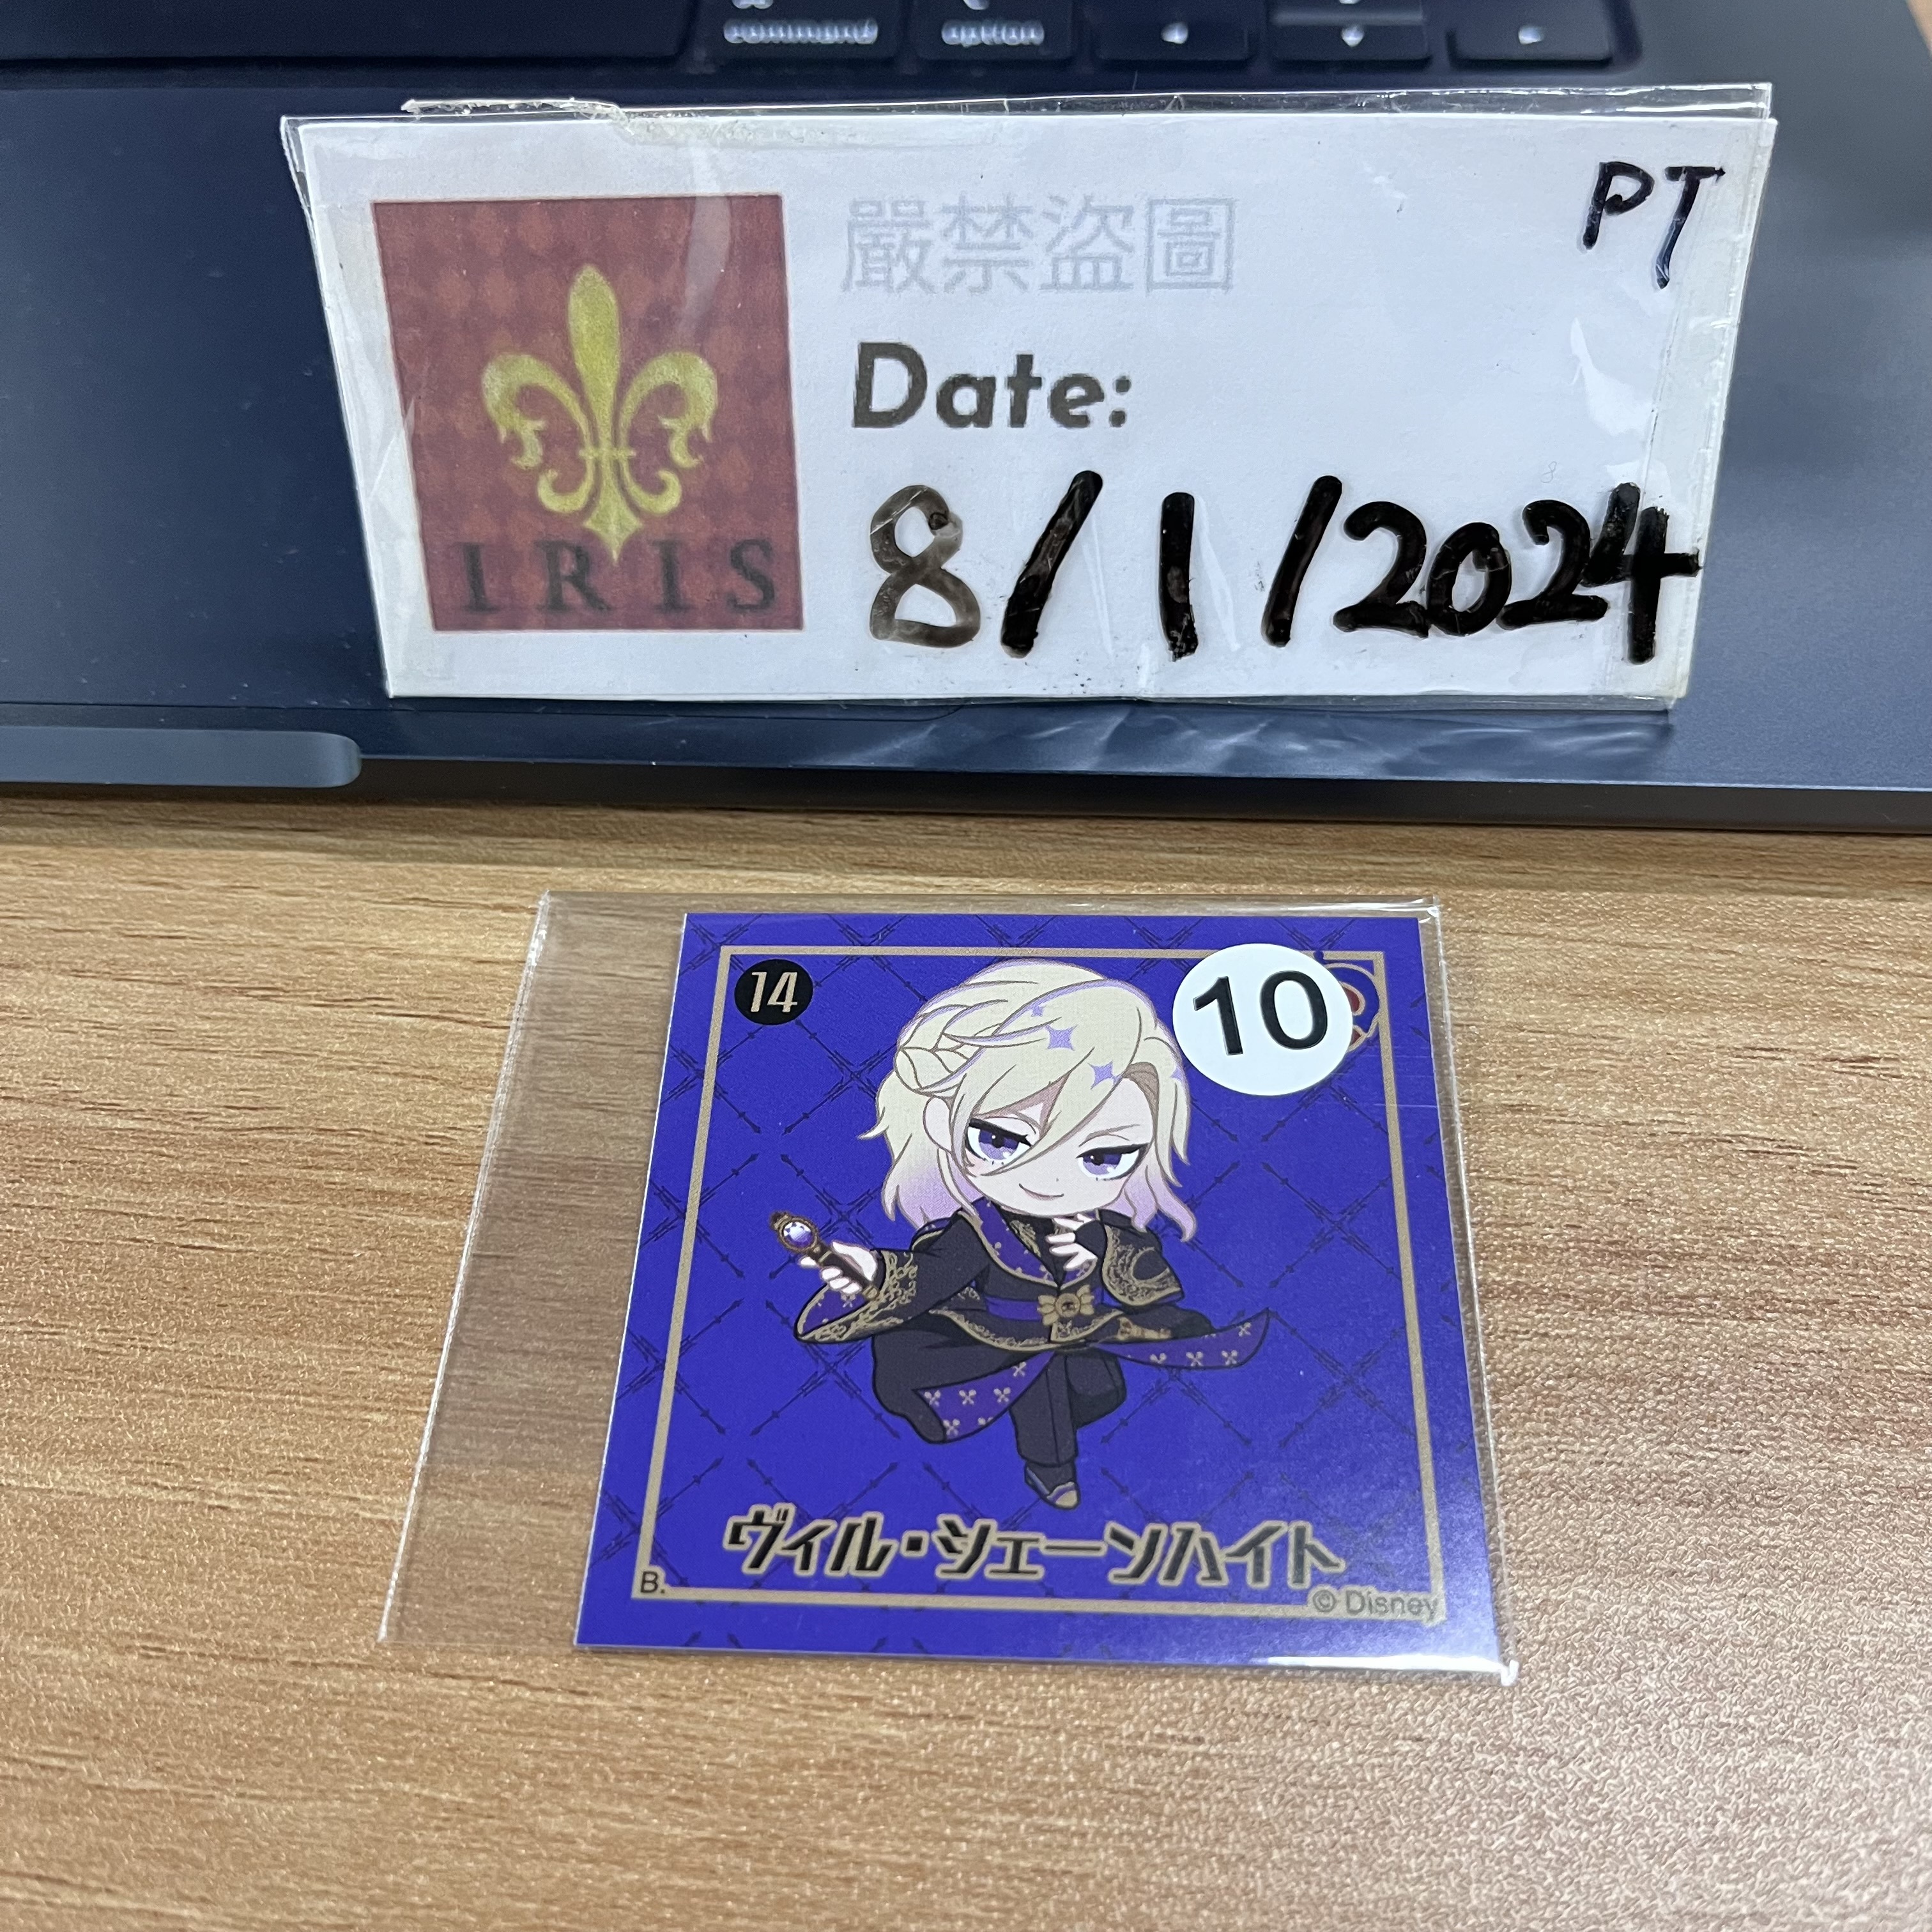 command option
PT
嚴禁盜圖
Date:
8/1/2024
IRIS
14
10
ヴィル・シェーンハイト
B.
© Disney